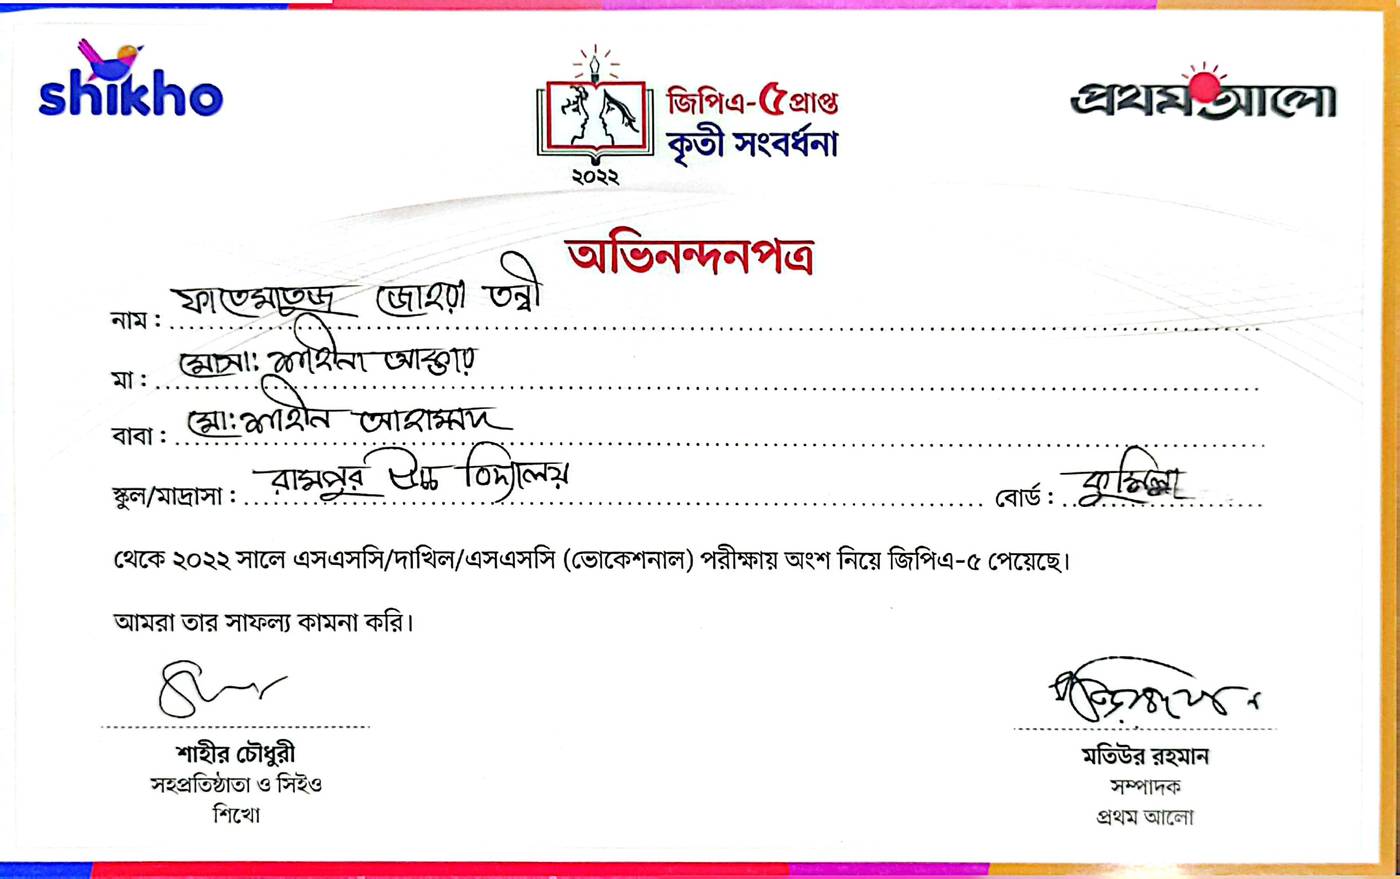 shikho
জিপিএ-৫ প্রাপ্ত
কৃতী সংবর্ধনা
২০২২
প্রথম আলো
অভিনন্দনপত্র
নাম : ফাতেমাতুজ জোহরা তন্বী
মা : মোসা: শাহীনা আক্তার
বাবা : মো: শাহীন আহাম্মদ
স্কুল/মাদ্রাসা : রামপুর উচ্চ বিদ্যালয় বোর্ড : কুমিল্লা
থেকে ২০২২ সালে এসএসসি/দাখিল/এসএসসি (ভোকেশনাল) পরীক্ষায় অংশ নিয়ে জিপিএ-৫ পেয়েছে।
আমরা তার সাফল্য কামনা করি।
শাহীর চৌধুরী
সহপ্রতিষ্ঠাতা ও সিইও
শিখো
মতিউর রহমান
সম্পাদক
প্রথম আলো